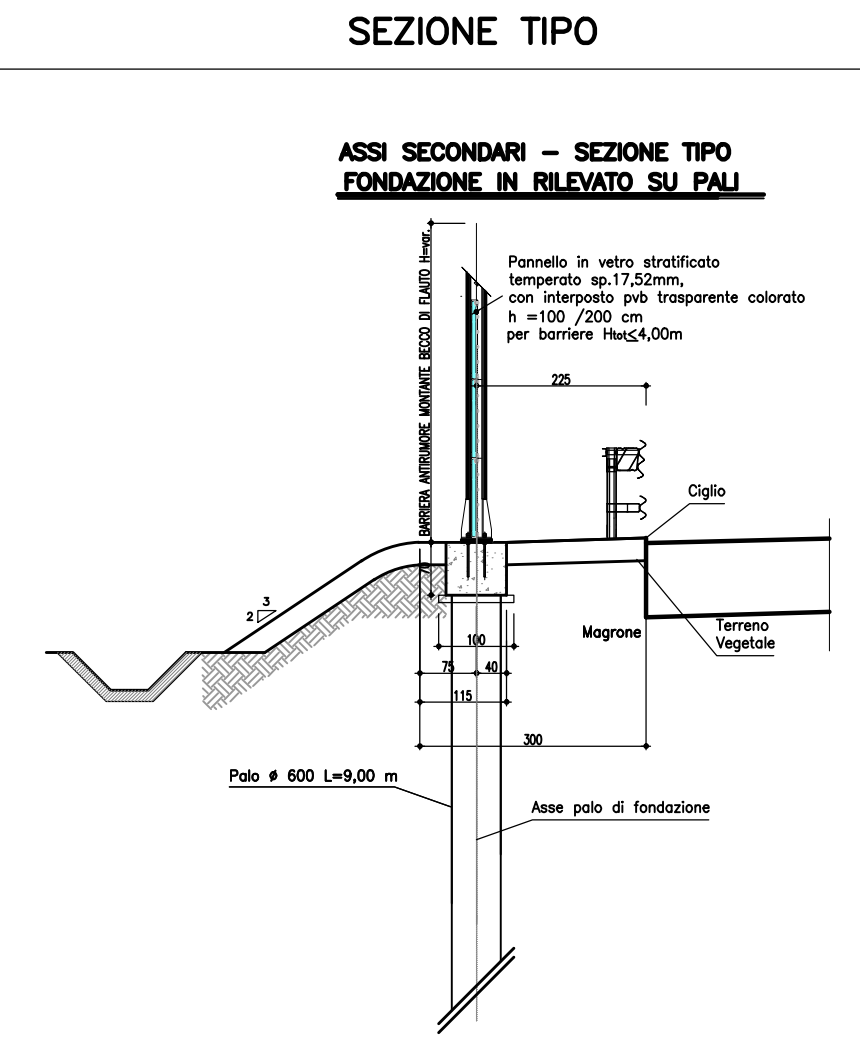 SEZIONE TIPO
ASSI SECONDARI – SEZIONE TIPO
FONDAZIONE IN RILEVATO SU PALI
BARRIERA ANTIRUMORE MONTANTE BECCO DI FLAUTO H=var.
Pannello in vetro stratificato
temperato sp.17,52mm,
con interposto pvb trasparente colorato
h =100 /200 cm
per barriere Htot≤4,00m
225
Ciglio
70
3
2
Magrone
Terreno
Vegetale
100
75
40
115
300
Palo ø 600 L=9,00 m
Asse palo di fondazione